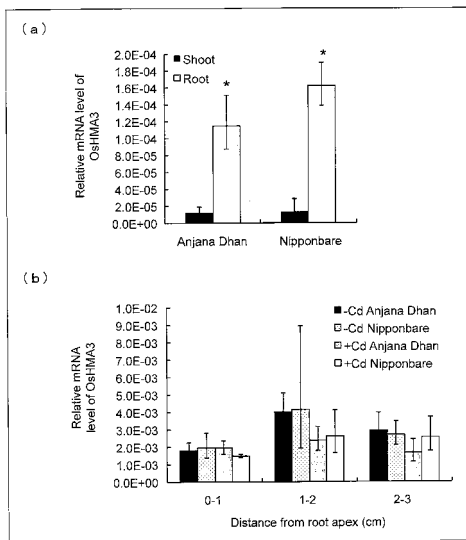 (a)
Relative mRNA level of
OsHMA3
2.0E-04
1.8E-04
1.6E-04
1.4E-04
1.2E-04
1.0E-04
8.0E-05
6.0E-05
4.0E-05
2.0E-05
0.0E+00
Shoot
Root
*
*
Anjana Dhan Nipponbare
(b)
Relative mRNA
level of OsHMA3
1.0E-02
9.0E-03
8.0E-03
7.0E-03
6.0E-03
5.0E-03
4.0E-03
3.0E-03
2.0E-03
1.0E-03
0.0E+00
-Cd Anjana Dhan
-Cd Nipponbare
+Cd Anjana Dhan
+Cd Nipponbare
0-1 1-2 2-3
Distance from root apex (cm)